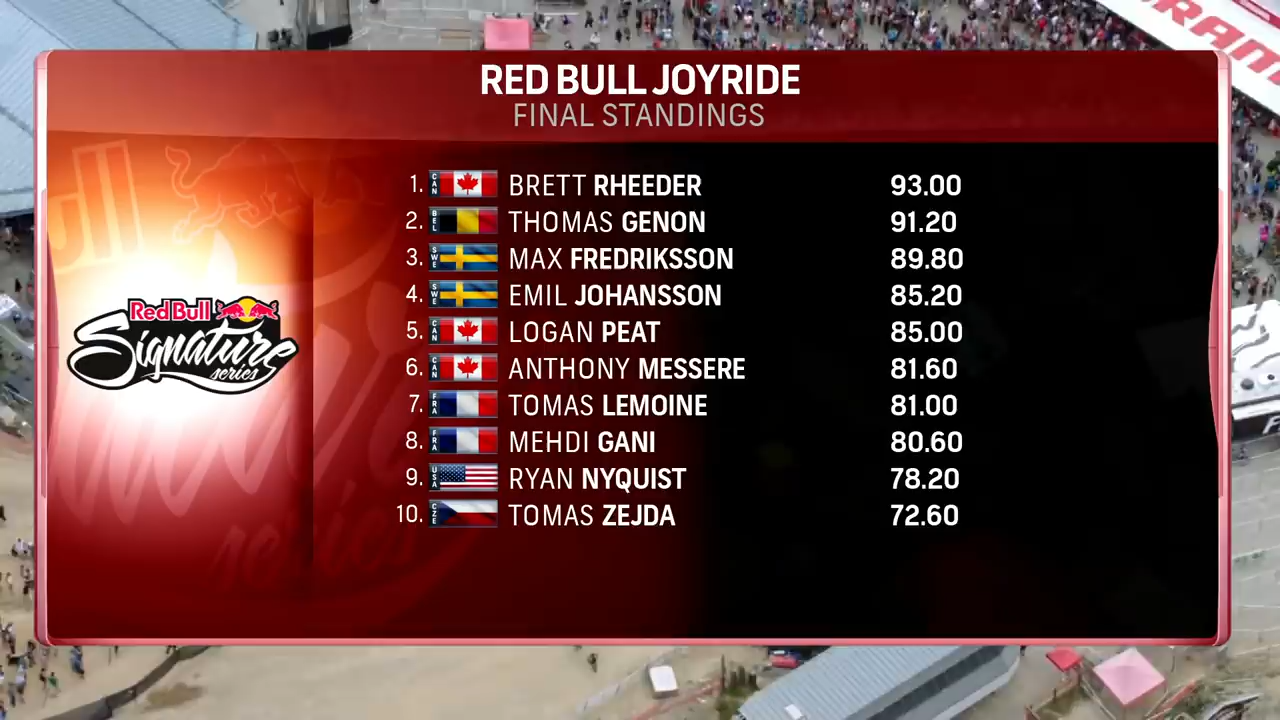 RED BULL JOYRIDE
FINAL STANDINGS
1. CAN BRETT RHEEDER 93.00
2. BEL THOMAS GENON 91.20
3. SWE MAX FREDRIKSSON 89.80
4. SWE EMIL JOHANSSON 85.20
5. CAN LOGAN PEAT 85.00
6. CAN ANTHONY MESSERE 81.60
7. FRA TOMAS LEMOINE 81.00
8. FRA MEHDI GANI 80.60
9. USA RYAN NYQUIST 78.20
10. CZE TOMAS ZEJDA 72.60
Red Bull
Signature
series